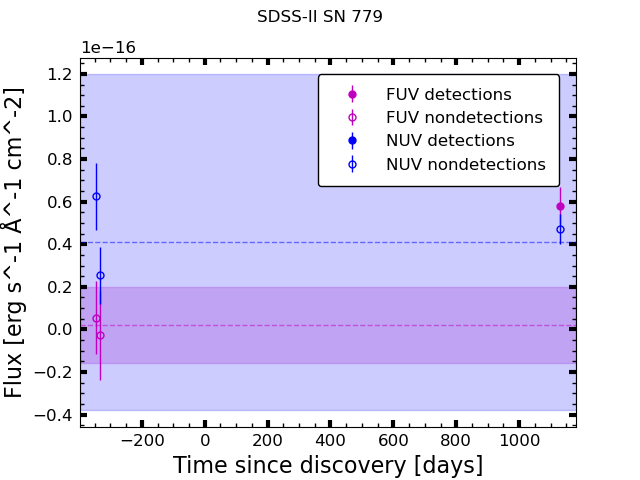 SDSS-II SN 779
1e−16
Flux [erg s^-1 Å^-1 cm^-2]
1.2
1.0
0.8
0.6
0.4
0.2
0.0
−0.2
−0.4
FUV detections
FUV nondetections
NUV detections
NUV nondetections
−200 0 200 400 600 800 1000
Time since discovery [days]